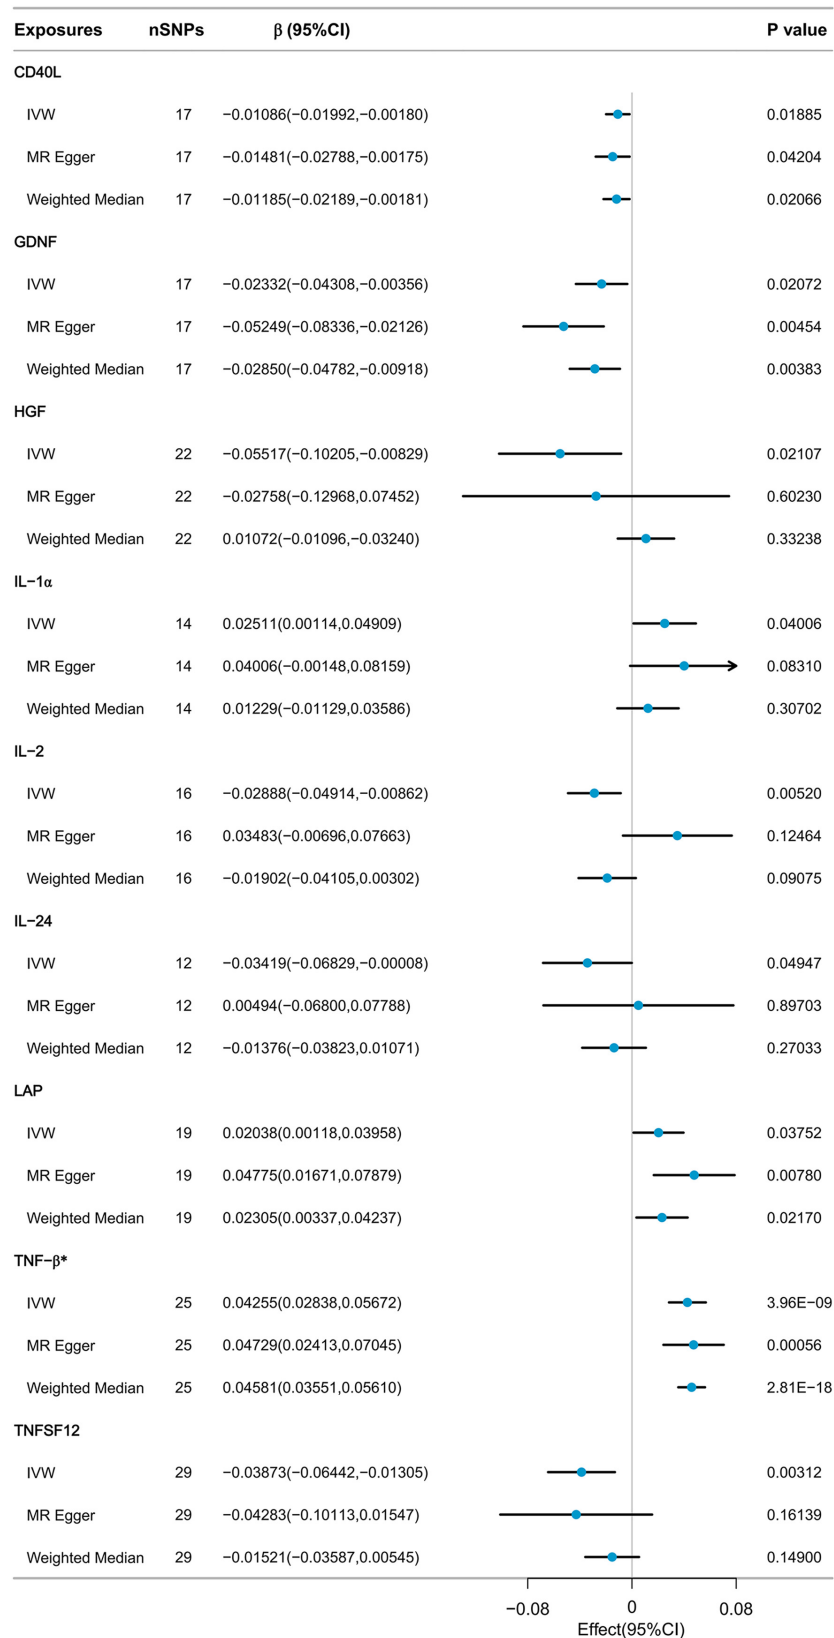 Exposures nSNPs β (95%CI) P value
CD40L
IVW 17 −0.01086(−0.01992,−0.00180) 0.01885
MR Egger 17 −0.01481(−0.02788,−0.00175) 0.04204
Weighted Median 17 −0.01185(−0.02189,−0.00181) 0.02066
GDNF
IVW 17 −0.02332(−0.04308,−0.00356) 0.02072
MR Egger 17 −0.05249(−0.08336,−0.02126) 0.00454
Weighted Median 17 −0.02850(−0.04782,−0.00918) 0.00383
HGF
IVW 22 −0.05517(−0.10205,−0.00829) 0.02107
MR Egger 22 −0.02758(−0.12968,0.07452) 0.60230
Weighted Median 22 0.01072(−0.01096,−0.03240) 0.33238
IL−1α
IVW 14 0.02511(0.00114,0.04909) 0.04006
MR Egger 14 0.04006(−0.00148,0.08159) 0.08310
Weighted Median 14 0.01229(−0.01129,0.03586) 0.30702
IL−2
IVW 16 −0.02888(−0.04914,−0.00862) 0.00520
MR Egger 16 0.03483(−0.00696,0.07663) 0.12464
Weighted Median 16 −0.01902(−0.04105,0.00302) 0.09075
IL−24
IVW 12 −0.03419(−0.06829,−0.00008) 0.04947
MR Egger 12 0.00494(−0.06800,0.07788) 0.89703
Weighted Median 12 −0.01376(−0.03823,0.01071) 0.27033
LAP
IVW 19 0.02038(0.00118,0.03958) 0.03752
MR Egger 19 0.04775(0.01671,0.07879) 0.00780
Weighted Median 19 0.02305(0.00337,0.04237) 0.02170
TNF−β*
IVW 25 0.04255(0.02838,0.05672) 3.96E−09
MR Egger 25 0.04729(0.02413,0.07045) 0.00056
Weighted Median 25 0.04581(0.03551,0.05610) 2.81E−18
TNFSF12
IVW 29 −0.03873(−0.06442,−0.01305) 0.00312
MR Egger 29 −0.04283(−0.10113,0.01547) 0.16139
Weighted Median 29 −0.01521(−0.03587,0.00545) 0.14900
−0.08 0 0.08
Effect(95%CI)